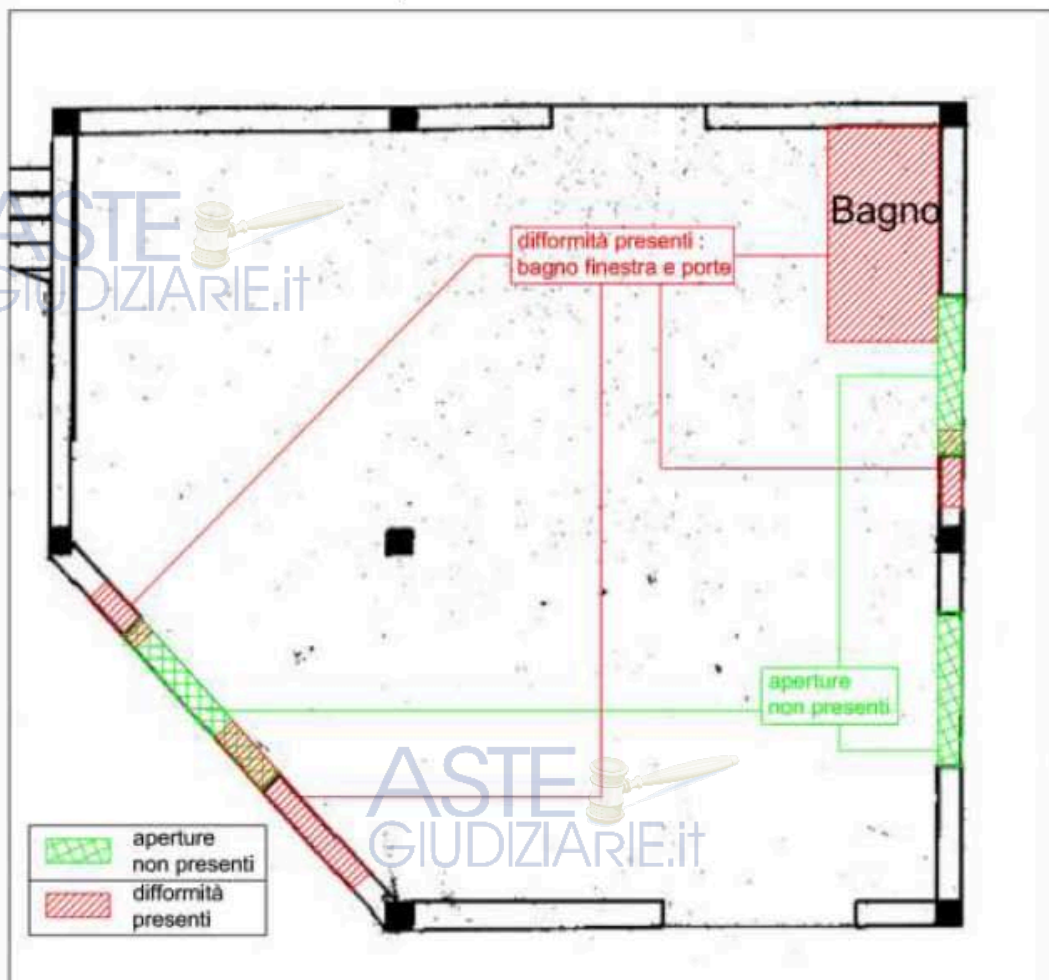 Bagno
difformità presenti :
bagno finestra e porte
ASTE
GIUDIZIARIE.it
aperture
non presenti
ASTE
GIUDIZIARIE.it
aperture
non presenti
difformità
presenti